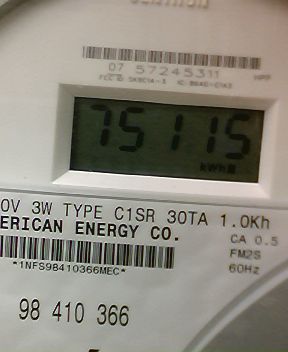 07 57245311
75115
kWh
0V 3W TYPE C1SR 30TA 1.0Kh
ERICAN ENERGY CO.
CA 0.5
FM2S
60Hz
*1NFS98410366MEC*
98 410 366